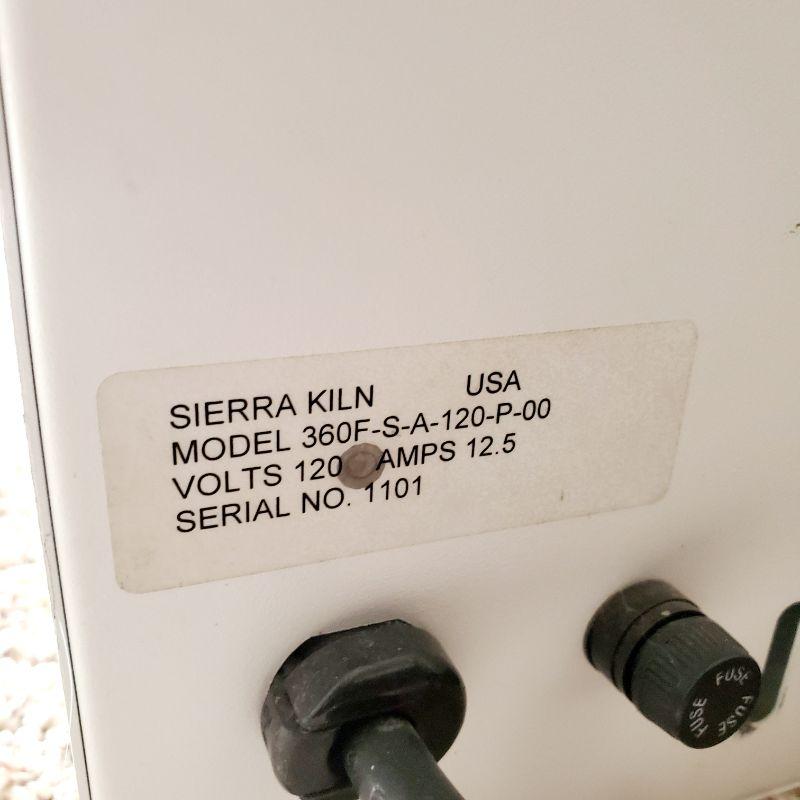 SIERRA KILN USA
MODEL 360F-S-A-120-P-00
VOLTS 120 AMPS 12.5
SERIAL NO. 1101
FUSE FUSE FUSE